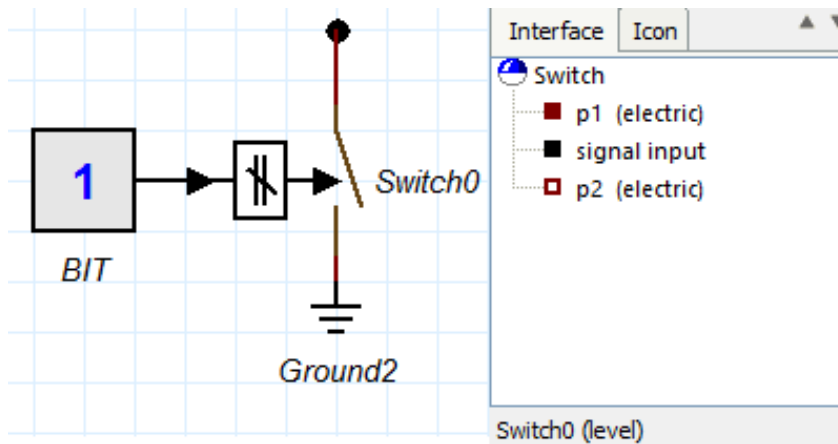 1
BIT
Switch0
Ground2
Interface
Icon
Switch
p1 (electric)
signal input
p2 (electric)
Switch0 (level)